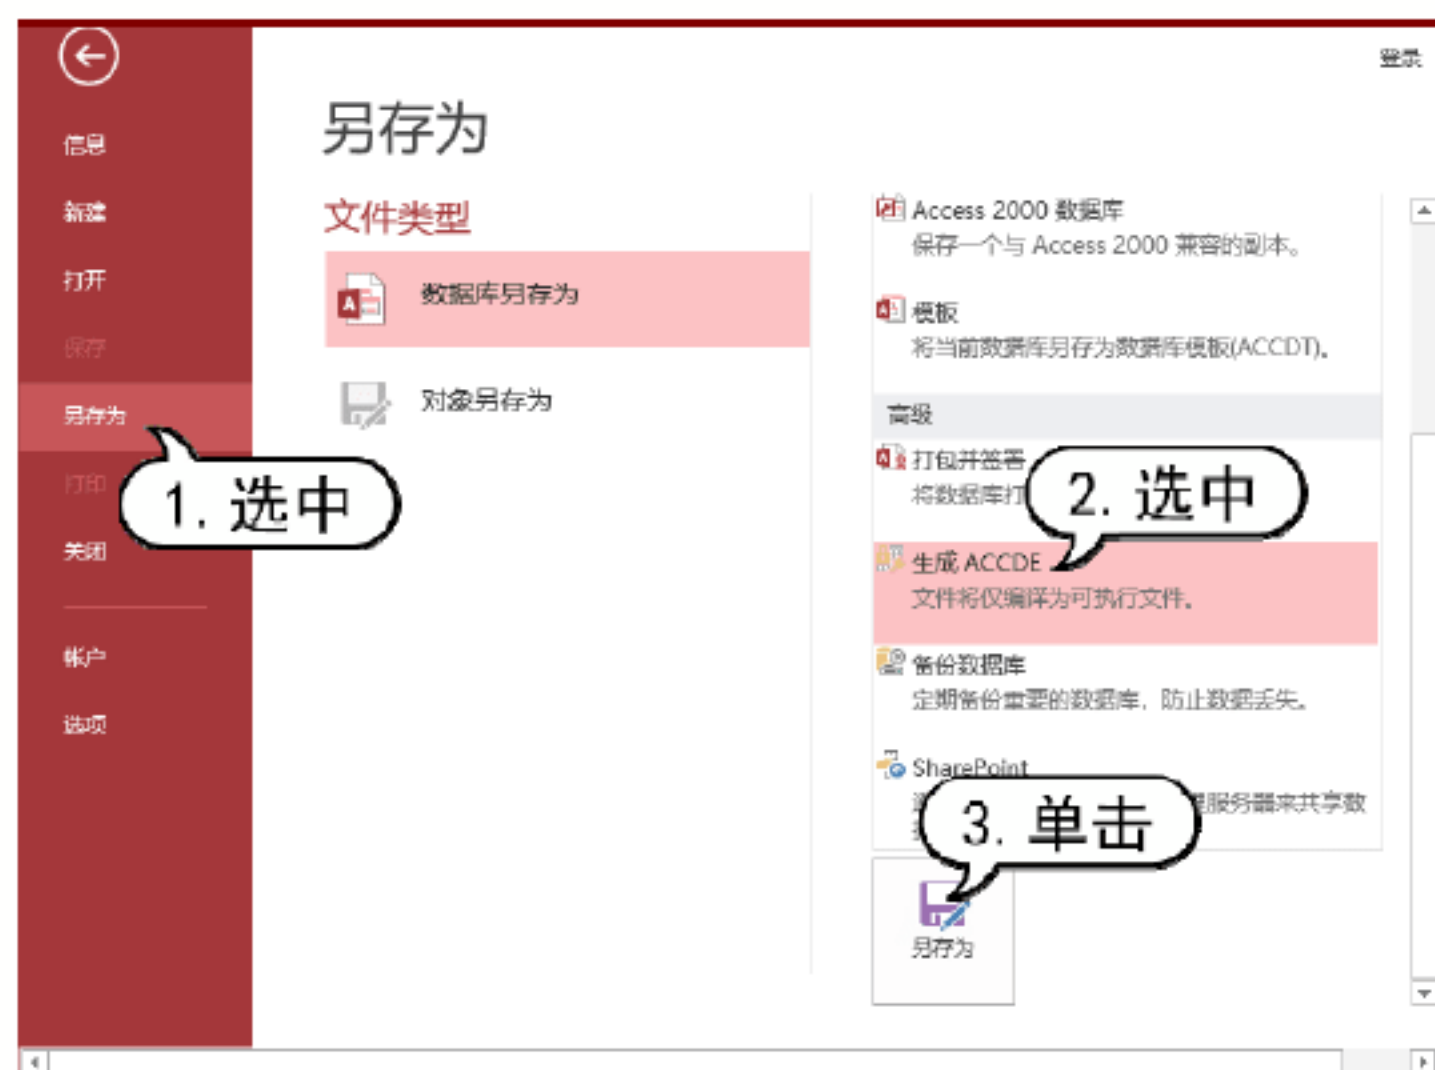 登录
信息
新建
打开
保存
另存为
打印
关闭
帐户
选项
另存为
文件类型
数据库另存为
对象另存为
Access 2000 数据库
保存一个与 Access 2000 兼容的副本。
模板
将当前数据库另存为数据库模板(ACCDT)。
高级
打包并签署
将数据库打
生成 ACCDE
文件将仅编译为可执行文件。
备份数据库
定期备份重要的数据库，防止数据丢失。
SharePoint
服务器来共享数
另存为
1. 选中
2. 选中
3. 单击